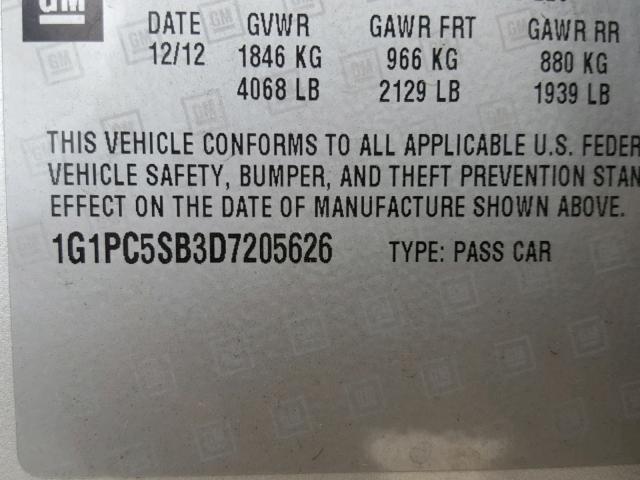 GM
DATE GVWR GAWR FRT GAWR RR
12/12 1846 KG 966 KG 880 KG
4068 LB 2129 LB 1939 LB
THIS VEHICLE CONFORMS TO ALL APPLICABLE U.S. FEDER
VEHICLE SAFETY, BUMPER, AND THEFT PREVENTION STAN
EFFECT ON THE DATE OF MANUFACTURE SHOWN ABOVE.
1G1PC5SB3D7205626 TYPE: PASS CAR